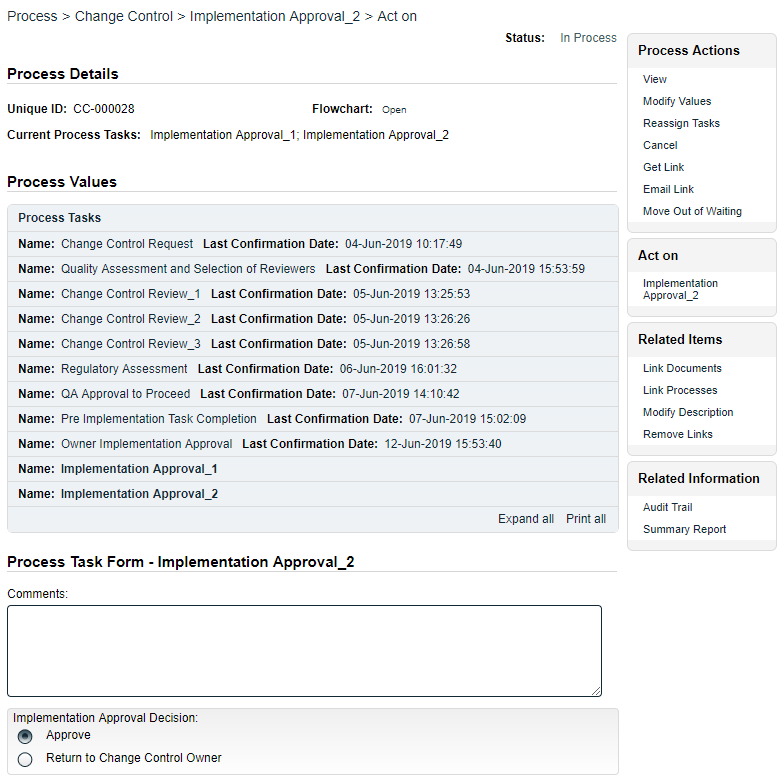 Process > Change Control > Implementation Approval_2 > Act on
Status: In Process
Process Details
Unique ID: CC-000028 Flowchart: Open
Current Process Tasks: Implementation Approval_1; Implementation Approval_2
Process Values
Process Tasks
Name: Change Control Request Last Confirmation Date: 04-Jun-2019 10:17:49
Name: Quality Assessment and Selection of Reviewers Last Confirmation Date: 04-Jun-2019 15:53:59
Name: Change Control Review_1 Last Confirmation Date: 05-Jun-2019 13:25:53
Name: Change Control Review_2 Last Confirmation Date: 05-Jun-2019 13:26:26
Name: Change Control Review_3 Last Confirmation Date: 05-Jun-2019 13:26:58
Name: Regulatory Assessment Last Confirmation Date: 06-Jun-2019 16:01:32
Name: QA Approval to Proceed Last Confirmation Date: 07-Jun-2019 14:10:42
Name: Pre Implementation Task Completion Last Confirmation Date: 07-Jun-2019 15:02:09
Name: Owner Implementation Approval Last Confirmation Date: 12-Jun-2019 15:53:40
Name: Implementation Approval_1
Name: Implementation Approval_2
Expand all Print all
Process Task Form - Implementation Approval_2
Comments:
Implementation Approval Decision:
Approve
Return to Change Control Owner
Process Actions
View
Modify Values
Reassign Tasks
Cancel
Get Link
Email Link
Move Out of Waiting
Act on
Implementation
Approval_2
Related Items
Link Documents
Link Processes
Modify Description
Remove Links
Related Information
Audit Trail
Summary Report